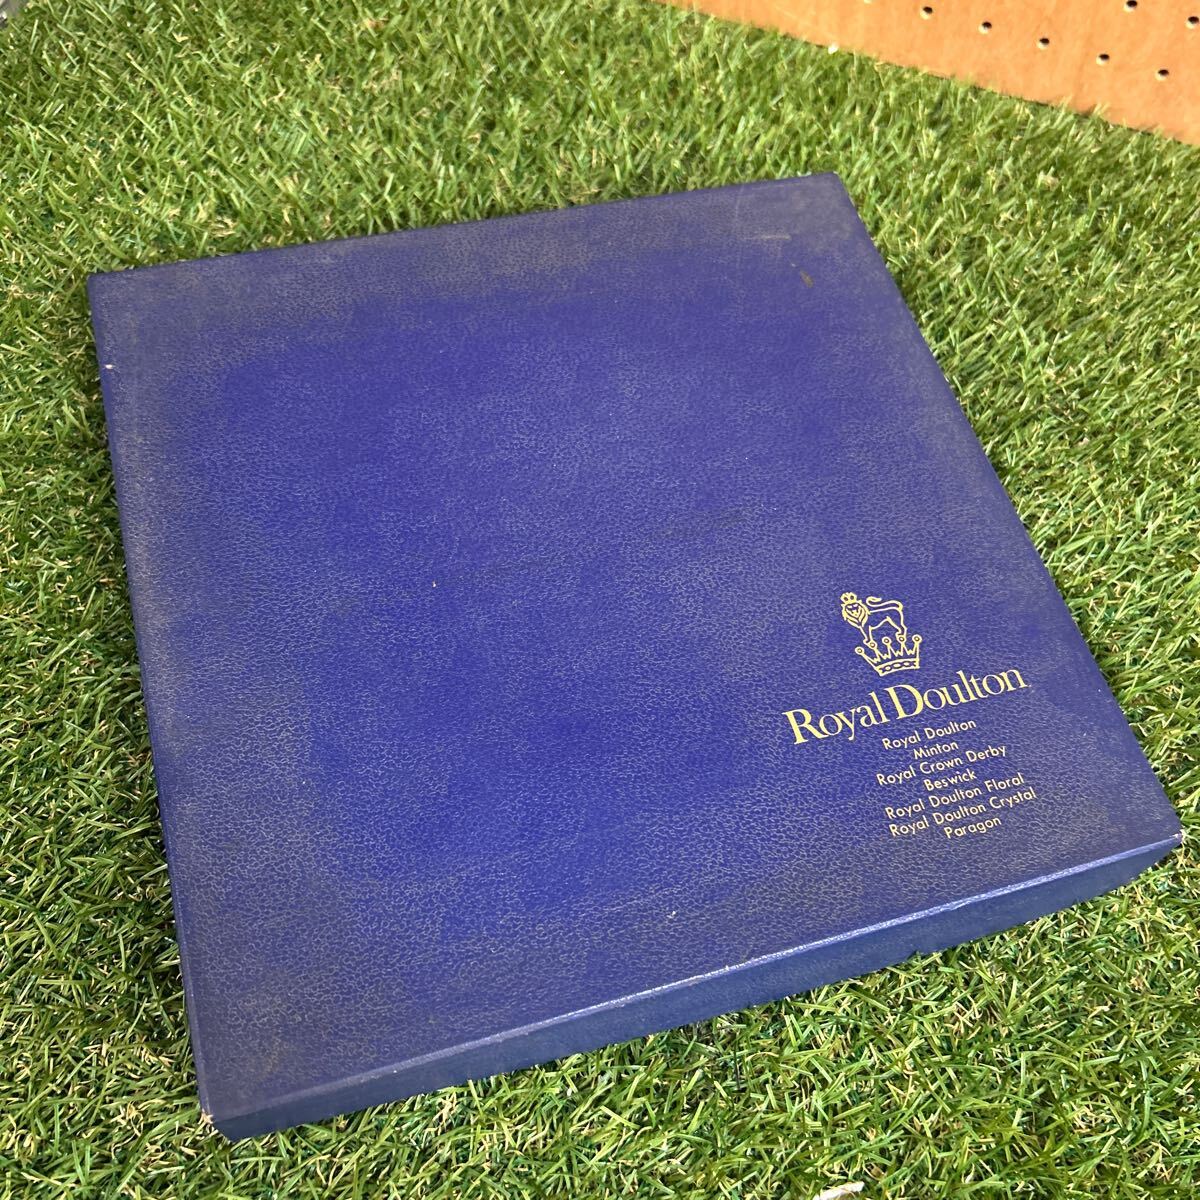 Royal Doulton
Royal Doulton
Minton
Royal Crown Derby
Beswick
Royal Doulton Floral
Royal Doulton Crystal
Paragon